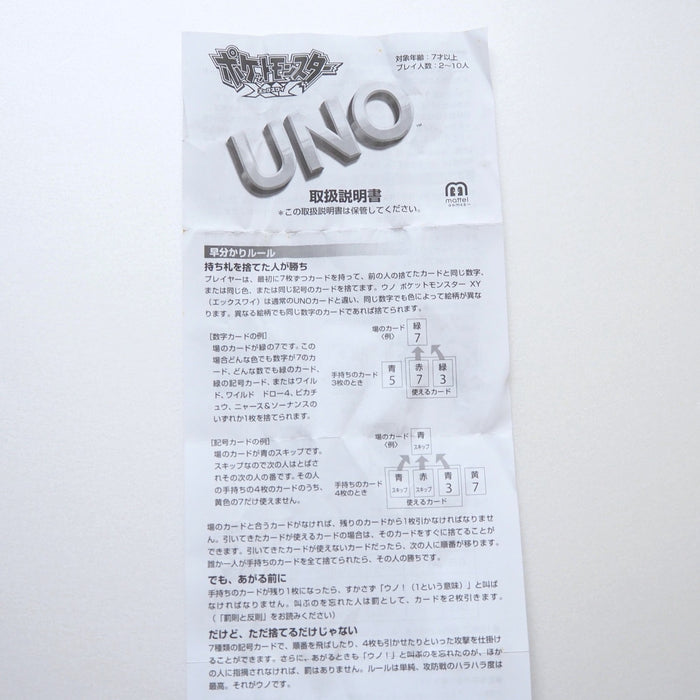 ポケットモンスター
対象年齢：7才以上
プレイ人数：2～10人
UNO
TM
取扱説明書
＊この取扱説明書は保管してください。
mattel
早分かりルール
持ち札を捨てた人が勝ち
プレイヤーは、最初に7枚ずつカードを持って、前の人の捨てたカードと同じ数字、
または同じ色、または同じ記号のカードを捨てます。ウノ ポケットモンスター XY
（エックスワイ）は通常のUNOカードと違い、同じ数字でも色によって絵柄が異な
ります。異なる絵柄でも同じ数字のカードであれば捨てられます。
[数字カードの例]
場のカードが緑の7です。この
場合どんな色でも数字が7のカ
ード、どんな数でも緑のカード、
緑の記号カード、またはワイル
ド、ワイルド ドロー4、ピカチ
ュウ、ニャース&ソーナンスの
いずれか1枚を捨てられます。
場のカード
〈例〉
緑
7
手持ちのカード
3枚のとき
青
5
赤
7
緑
3
使えるカード
[記号カードの例]
場のカードが青のスキップです。
スキップなので次の人はとばさ
れその次の人の番です。その人
の手持ちの4枚のカードのうち、
黄色の7だけ使えません。
場のカード
〈例〉
青
スキップ
手持ちのカード
4枚のとき
青
スキップ
赤
スキップ
青
3
黄
7
使えるカード
場のカードと合うカードがなければ、残りのカードから1枚引かなければなりませ
ん。引いてきたカードが使えるカードの場合は、そのカードをすぐに捨てることが
できます。引いてきたカードが使えないカードだったら、次の人に順番が移ります。
誰か一人が手持ちのカードを全て捨てられたら、その人の勝ちです。
でも、あがる前に
手持ちのカードが残り1枚になったら、すかさず「ウノ！（1という意味）」と叫ば
なければなりません。叫ぶのを忘れた人は罰として、カードを2枚引きます。
（「罰則と反則」をお読みください）
だけど、ただ捨てるだけじゃない
7種類の記号カードで、順番を飛ばしたり、4枚も引かせたりといった攻撃を仕掛け
ることができます。さらに、あがるときも「ウノ！」と叫ぶのを忘れたのが、ほか
の人に指摘されなければ、罰はありません。ルールは単純、攻防戦のハラハラ度は
最高。それがウノです。